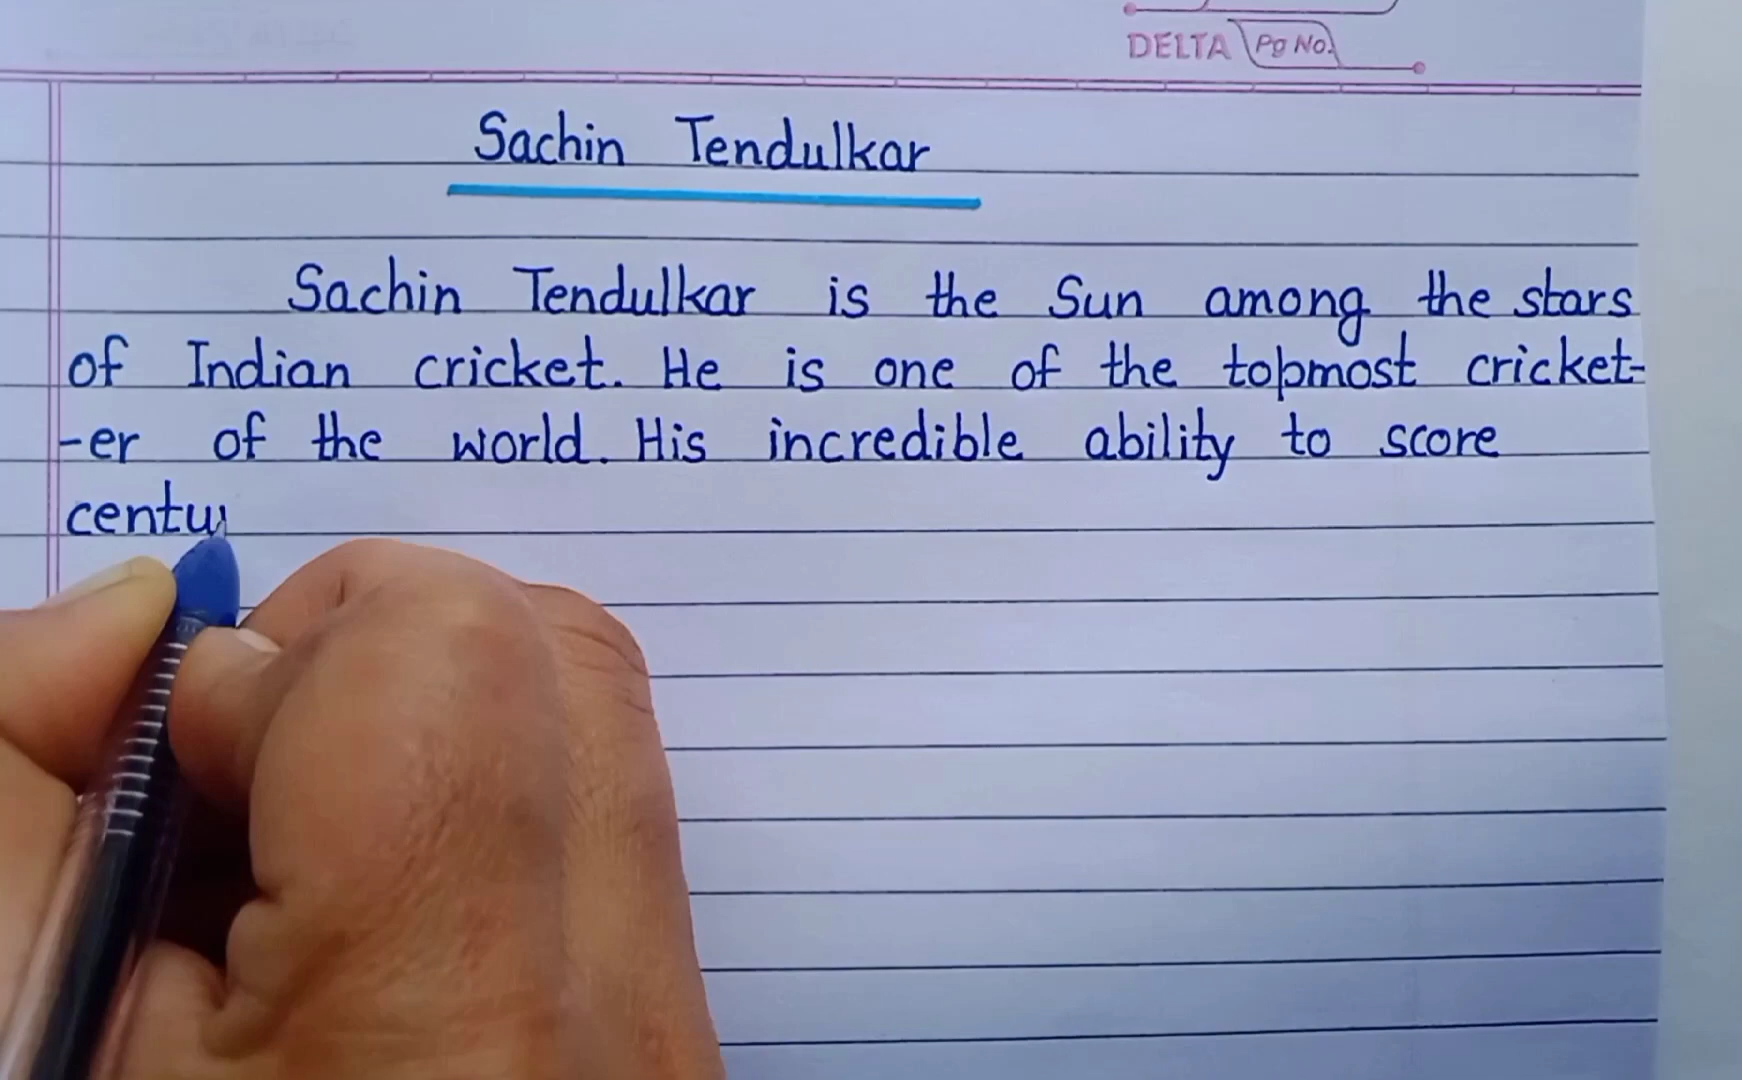 DELTA Pg No.
Sachin Tendulkar
Sachin Tendulkar is the Sun among the stars
of Indian cricket. He is one of the topmost cricket-
-er of the world. His incredible ability to score
centu